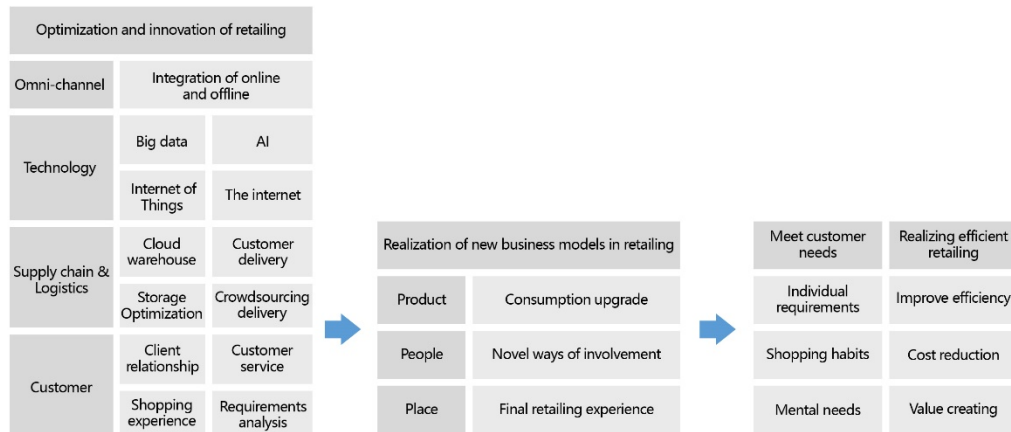 Optimization and innovation of retailing
Omni-channel
Integration of online
and offline
Technology
Big data
AI
Internet of
Things
The internet
Supply chain &
Logistics
Cloud
warehouse
Customer
delivery
Storage
Optimization
Crowdsourcing
delivery
Customer
Client
relationship
Customer
service
Shopping
experience
Requirements
analysis
Realization of new business models in retailing
Product
Consumption upgrade
People
Novel ways of involvement
Place
Final retailing experience
Meet customer
needs
Realizing efficient
retailing
Individual
requirements
Improve efficiency
Shopping habits
Cost reduction
Mental needs
Value creating